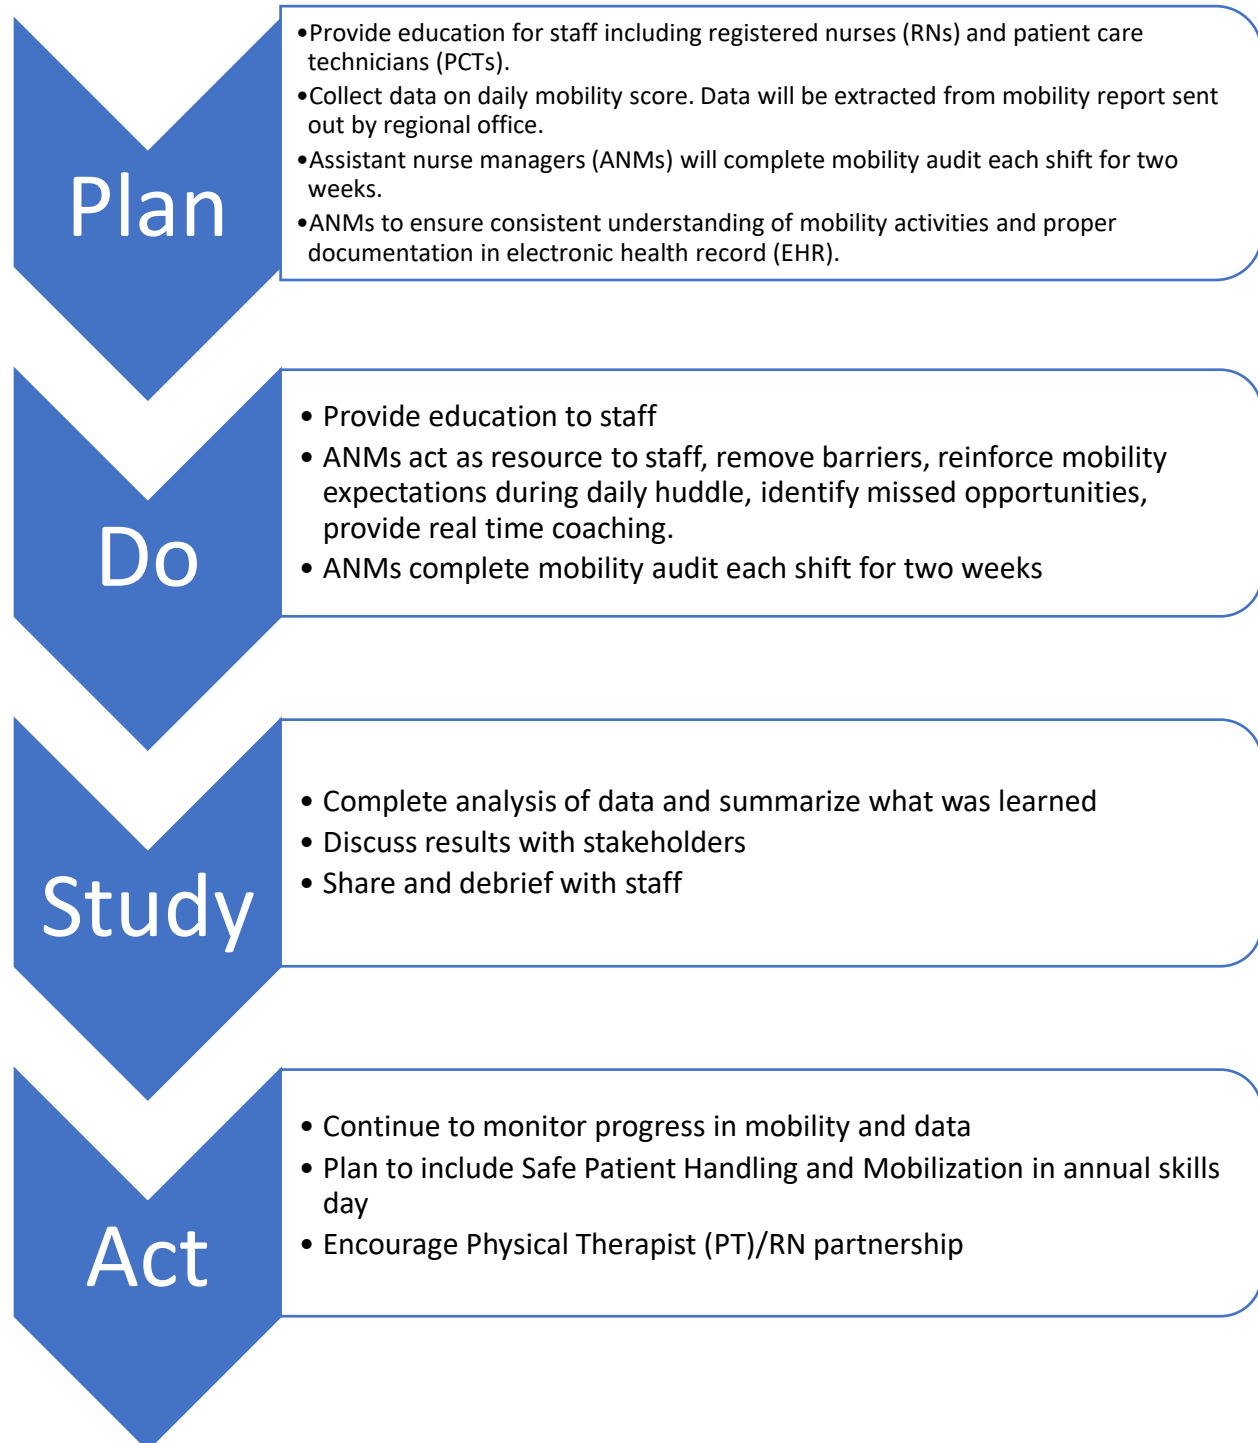 Plan
•Provide education for staff including registered nurses (RNs) and patient care
technicians (PCTs).
•Collect data on daily mobility score. Data will be extracted from mobility report sent
out by regional office.
•Assistant nurse managers (ANMs) will complete mobility audit each shift for two
weeks.
•ANMs to ensure consistent understanding of mobility activities and proper
documentation in electronic health record (EHR).
Do
• Provide education to staff
• ANMs act as resource to staff, remove barriers, reinforce mobility
expectations during daily huddle, identify missed opportunities,
provide real time coaching.
• ANMs complete mobility audit each shift for two weeks
Study
• Complete analysis of data and summarize what was learned
• Discuss results with stakeholders
• Share and debrief with staff
Act
• Continue to monitor progress in mobility and data
• Plan to include Safe Patient Handling and Mobilization in annual skills
day
• Encourage Physical Therapist (PT)/RN partnership